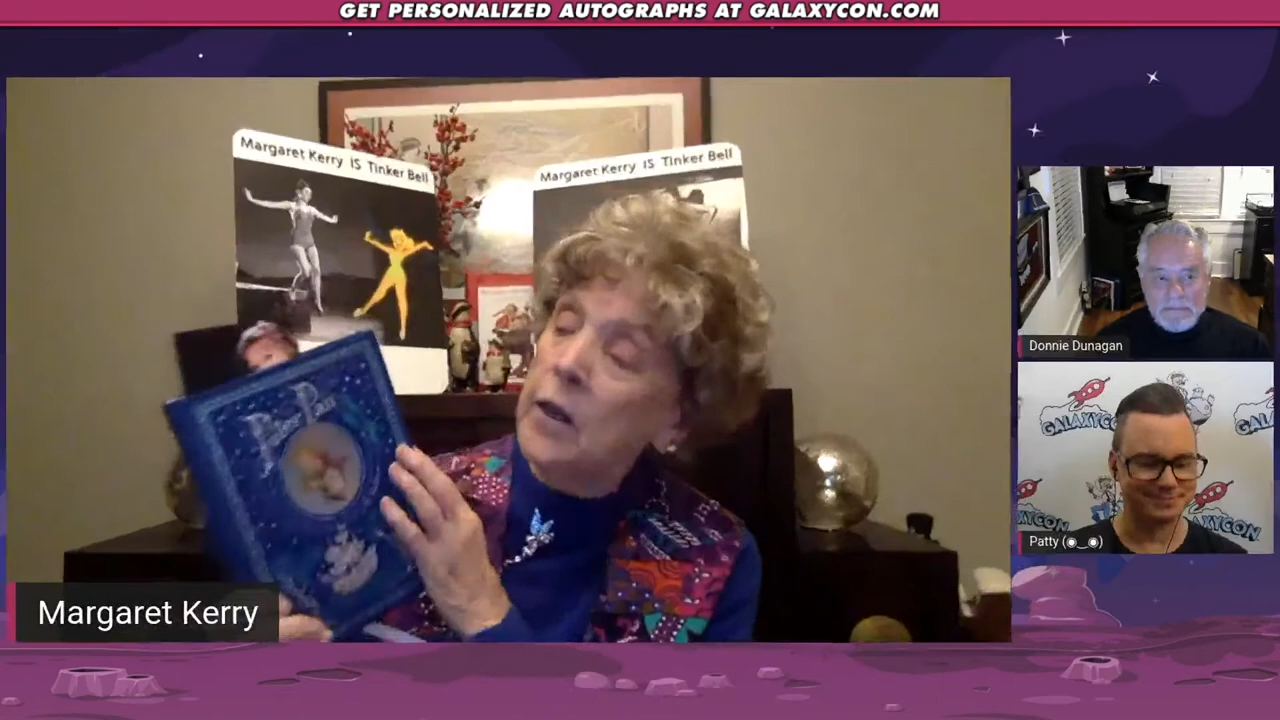 GET PERSONALIZED AUTOGRAPHS AT GALAXYCON.COM
Margaret Kerry IS Tinker Bell
Margaret Kerry IS Tinker Bell
Peter Pan
Margaret Kerry
Donnie Dunagan
GALAXYCON
Patty (◉‿◉)